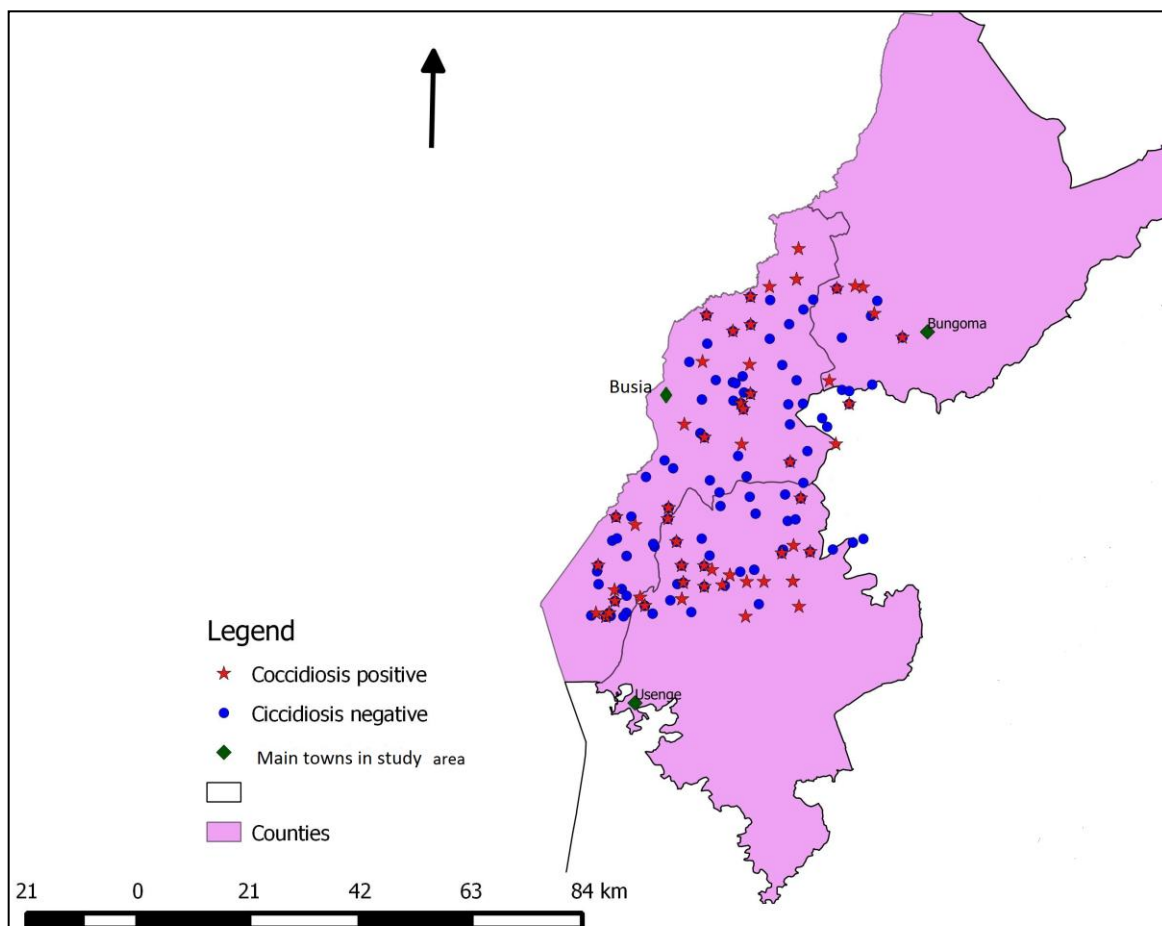 Bungoma
Busia
Legend
Coccidiosis positive
Usenge
Ciccidiosis negative
Main towns in study area
Counties
21 0 21 42 63 84 km